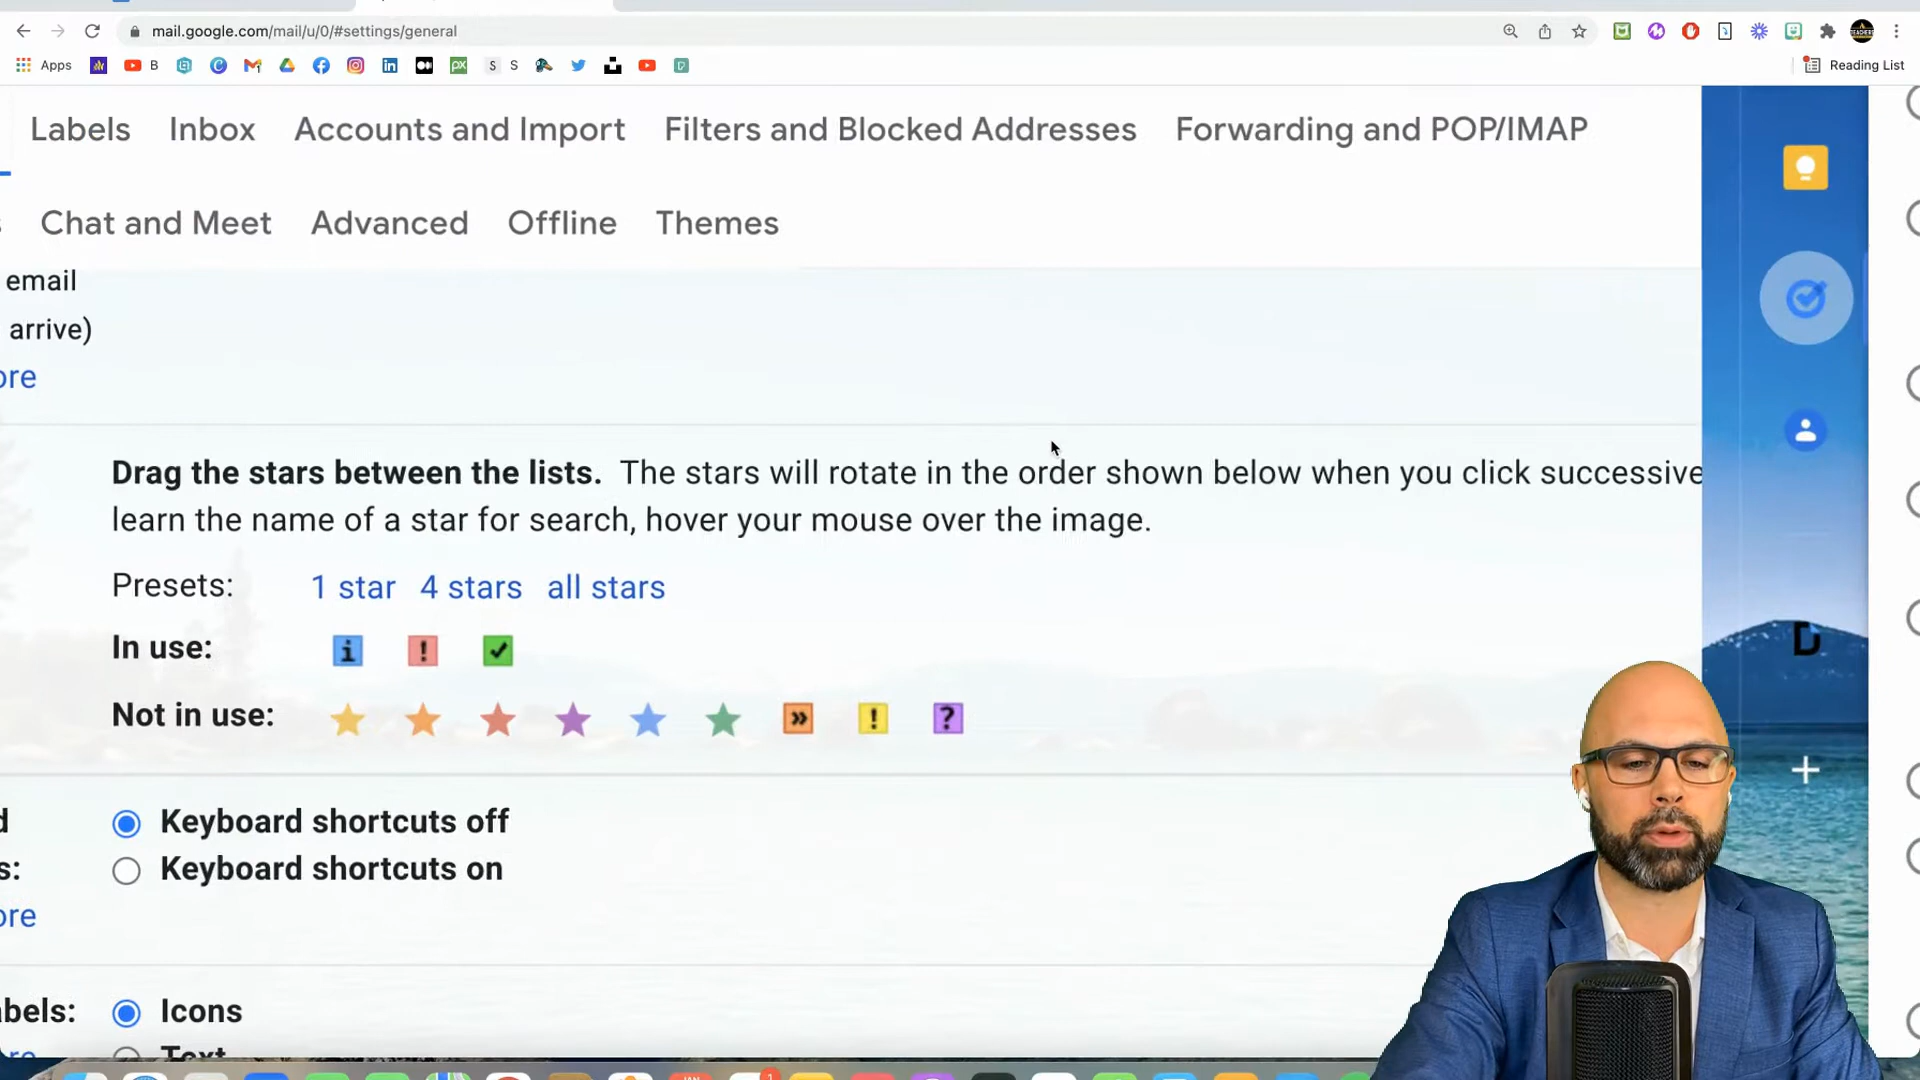 mail.google.com/mail/u/0/#settings/general
Apps B S S Reading List
Labels Inbox Accounts and Import Filters and Blocked Addresses Forwarding and POP/IMAP
Chat and Meet Advanced Offline Themes
email
arrive)
ore
Drag the stars between the lists. The stars will rotate in the order shown below when you click successive
learn the name of a star for search, hover your mouse over the image.
Presets: 1 star 4 stars all stars
In use: i ! ✓
Not in use: » ! ?
Keyboard shortcuts off
s: Keyboard shortcuts on
ore
abels: Icons
Text